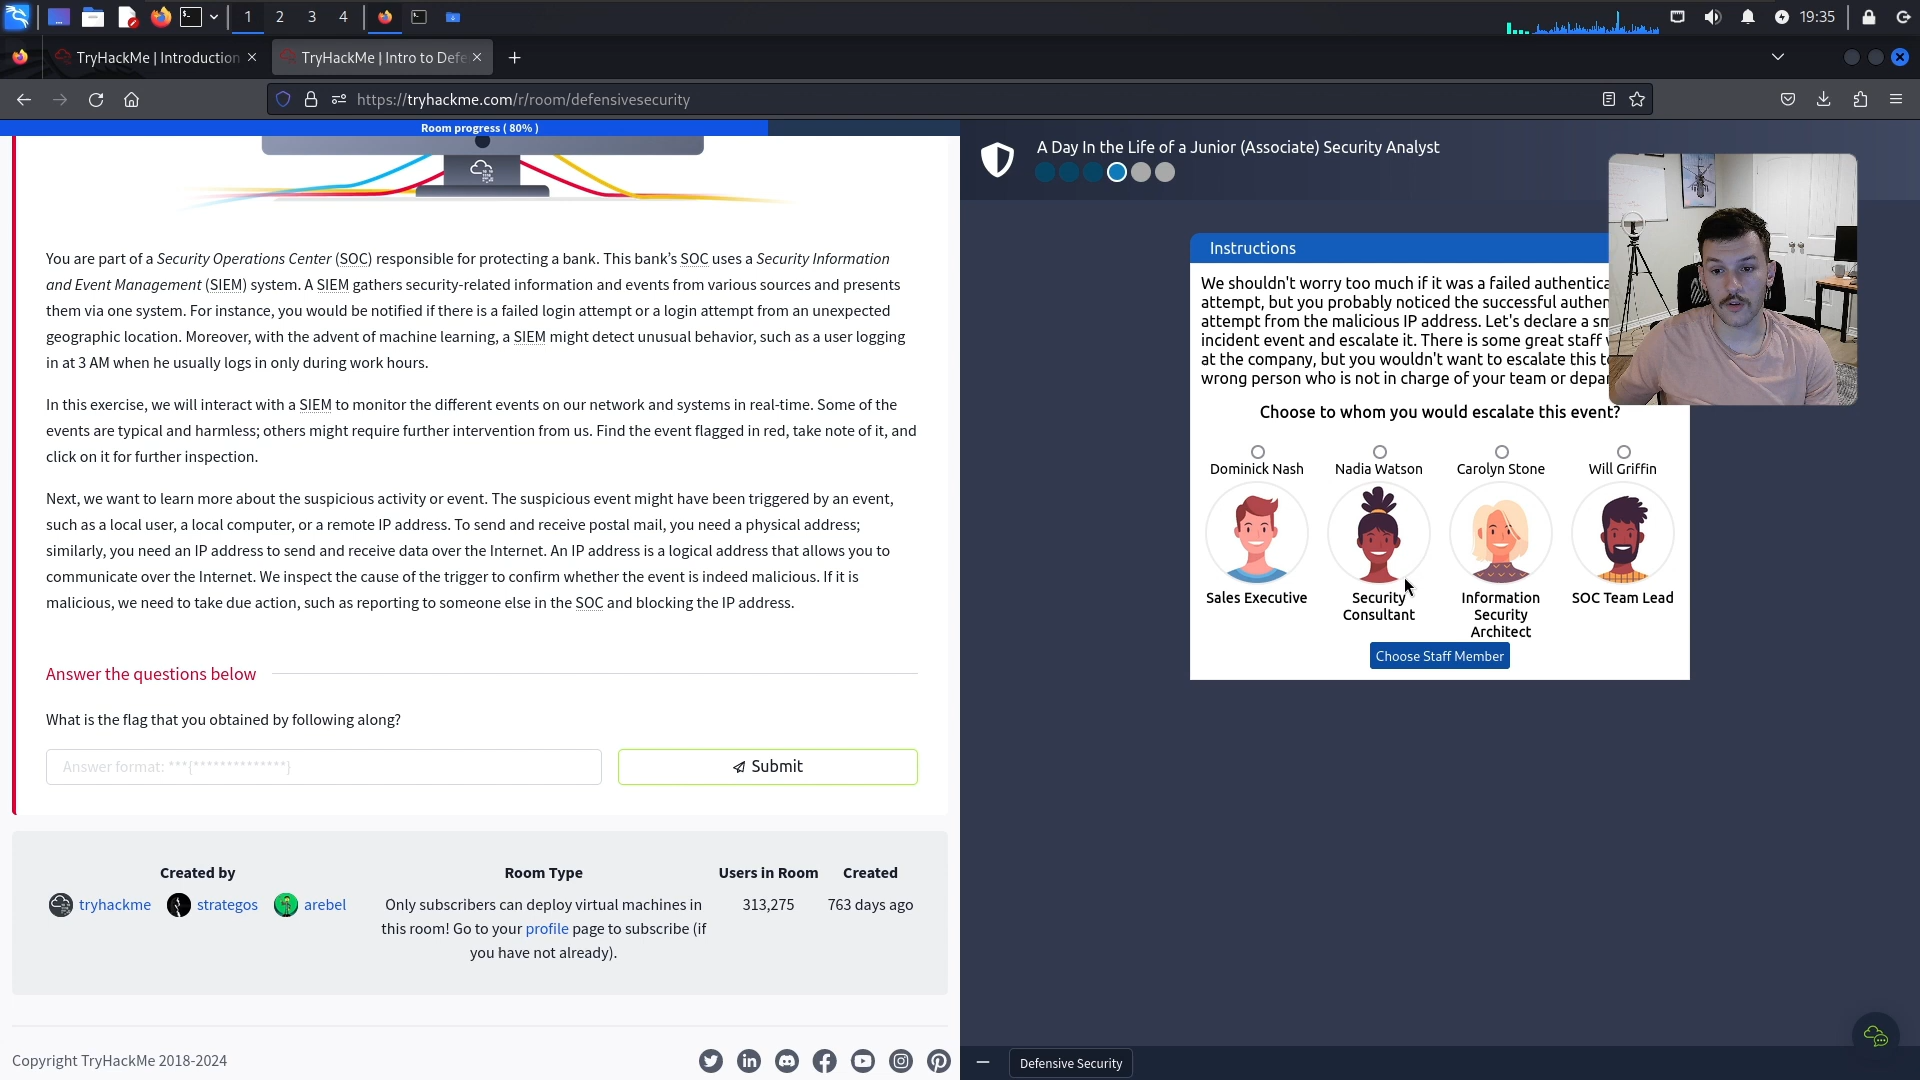 1 2 3 4
19:35
TryHackMe | Introduction
TryHackMe | Intro to Defe
https://tryhackme.com/r/room/defensivesecurity
Room progress ( 80% )
You are part of a Security Operations Center (SOC) responsible for protecting a bank. This bank’s SOC uses a Security Information
and Event Management (SIEM) system. A SIEM gathers security-related information and events from various sources and presents
them via one system. For instance, you would be notified if there is a failed login attempt or a login attempt from an unexpected
geographic location. Moreover, with the advent of machine learning, a SIEM might detect unusual behavior, such as a user logging
in at 3 AM when he usually logs in only during work hours.
In this exercise, we will interact with a SIEM to monitor the different events on our network and systems in real-time. Some of the
events are typical and harmless; others might require further intervention from us. Find the event flagged in red, take note of it, and
click on it for further inspection.
Next, we want to learn more about the suspicious activity or event. The suspicious event might have been triggered by an event,
such as a local user, a local computer, or a remote IP address. To send and receive postal mail, you need a physical address;
similarly, you need an IP address to send and receive data over the Internet. An IP address is a logical address that allows you to
communicate over the Internet. We inspect the cause of the trigger to confirm whether the event is indeed malicious. If it is
malicious, we need to take due action, such as reporting to someone else in the SOC and blocking the IP address.
Answer the questions below
What is the flag that you obtained by following along?
Answer format: ***{**************}
Submit
Created by
tryhackme strategos arebel
Room Type
Only subscribers can deploy virtual machines in
this room! Go to your profile page to subscribe (if
you have not already).
Users in Room
313,275
Created
763 days ago
Copyright TryHackMe 2018-2024
A Day In the Life of a Junior (Associate) Security Analyst
Instructions
We shouldn't worry too much if it was a failed authentica
attempt, but you probably noticed the successful authen
attempt from the malicious IP address. Let's declare a sm
incident event and escalate it. There is some great staff
at the company, but you wouldn't want to escalate this to
wrong person who is not in charge of your team or depar
Choose to whom you would escalate this event?
Dominick Nash
Nadia Watson
Carolyn Stone
Will Griffin
Sales Executive
Security
Consultant
Information
Security
Architect
SOC Team Lead
Choose Staff Member
Defensive Security